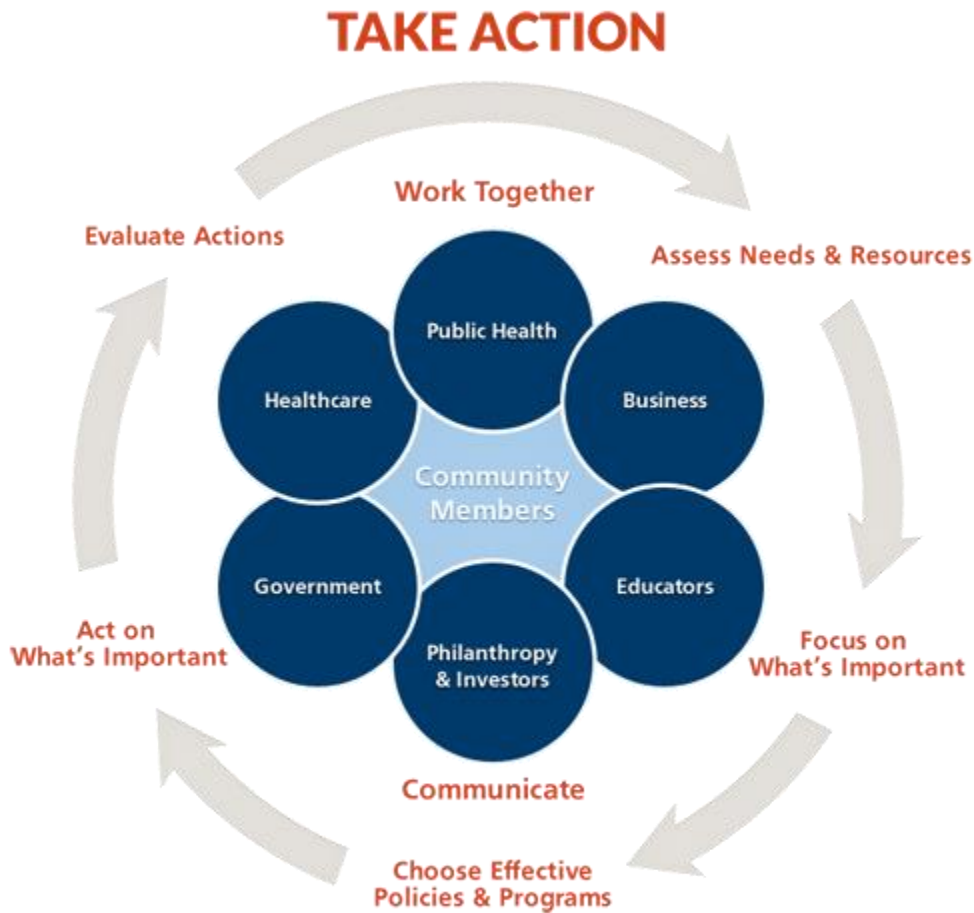 TAKE ACTION
Work Together
Evaluate Actions
Assess Needs & Resources
Public Health
Healthcare
Business
Community
Members
Government
Educators
Philanthropy
& Investors
Act on
What's Important
Focus on
What's Important
Communicate
Choose Effective
Policies & Programs